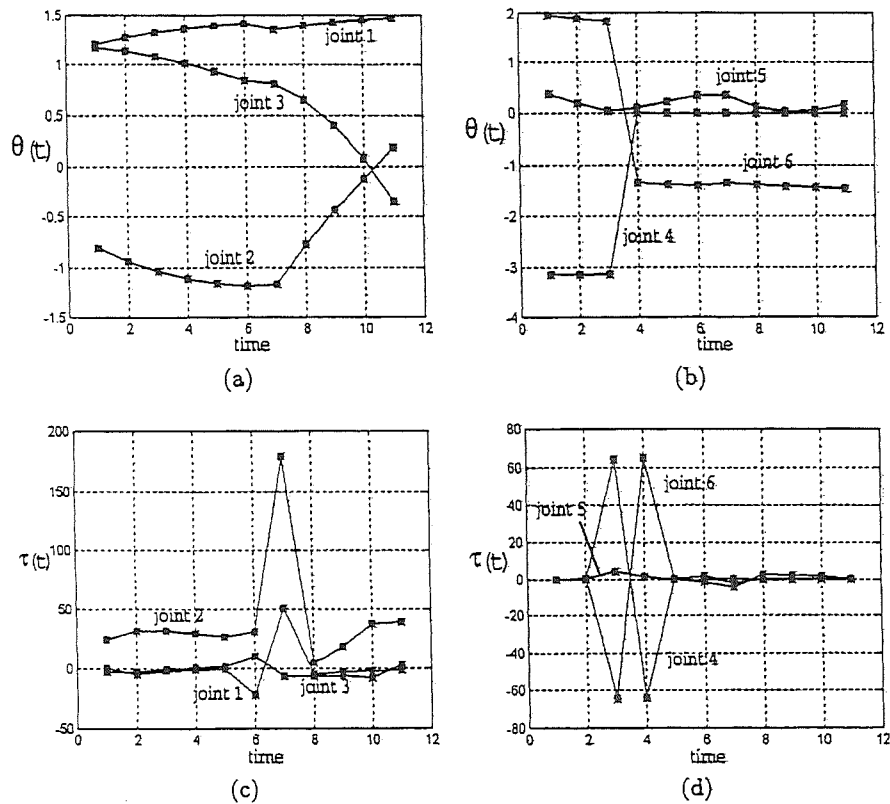 1.5
1
0.5
0
-0.5
-1
-1.5
θ(t)
joint 1
joint 3
joint 2
0 2 4 6 8 10 12
time
(a)
2
1
0
-1
-2
-3
-4
θ(t)
joint 5
joint 6
joint 4
0 2 4 6 8 10 12
time
(b)
200
150
100
50
0
-50
τ(t)
joint 2
joint 1
joint 3
0 2 4 6 8 10 12
time
(c)
80
60
40
20
0
-20
-40
-60
-80
τ(t)
joint 6
joint 5
joint 4
0 2 4 6 8 10 12
time
(d)